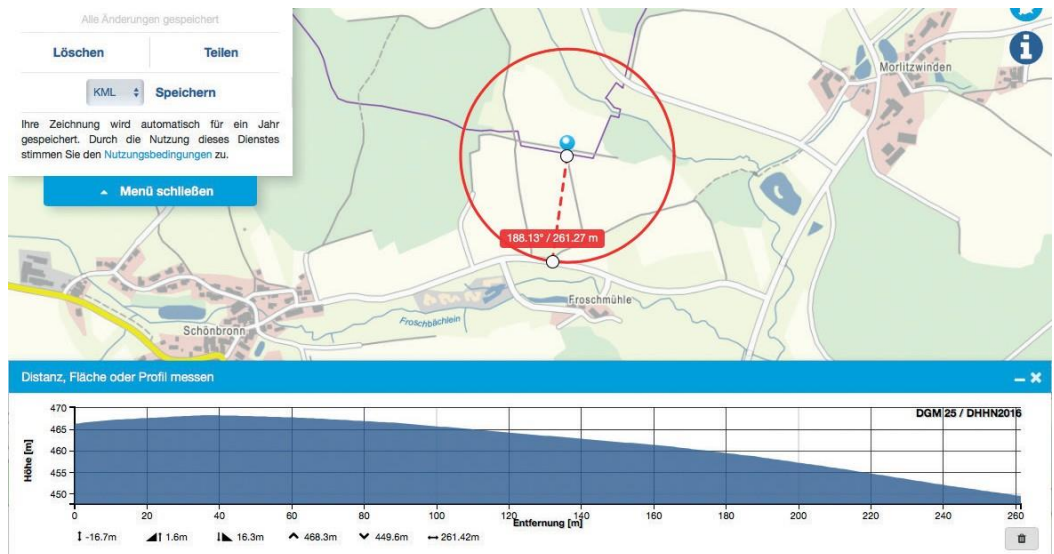 Alle Änderungen gespeichert
Löschen Teilen
KML Speichern
Ihre Zeichnung wird automatisch für ein Jahr
gespeichert. Durch die Nutzung dieses Dienstes
stimmen Sie den Nutzungsbedingungen zu.
Menü schließen
Morlitzwinden
188.13° / 261.27 m
Froschmühle
Froschbächlein
Schönbronn
Distanz, Fläche oder Profil messen
DGM 25 / DHHN2016
Höhe [m]
470
465
460
455
450
0 20 40 60 80 100 120 140 160 180 200 220 240 260
Entfernung [m]
-16.7m 1.6m 16.3m 468.3m 449.6m 261.42m